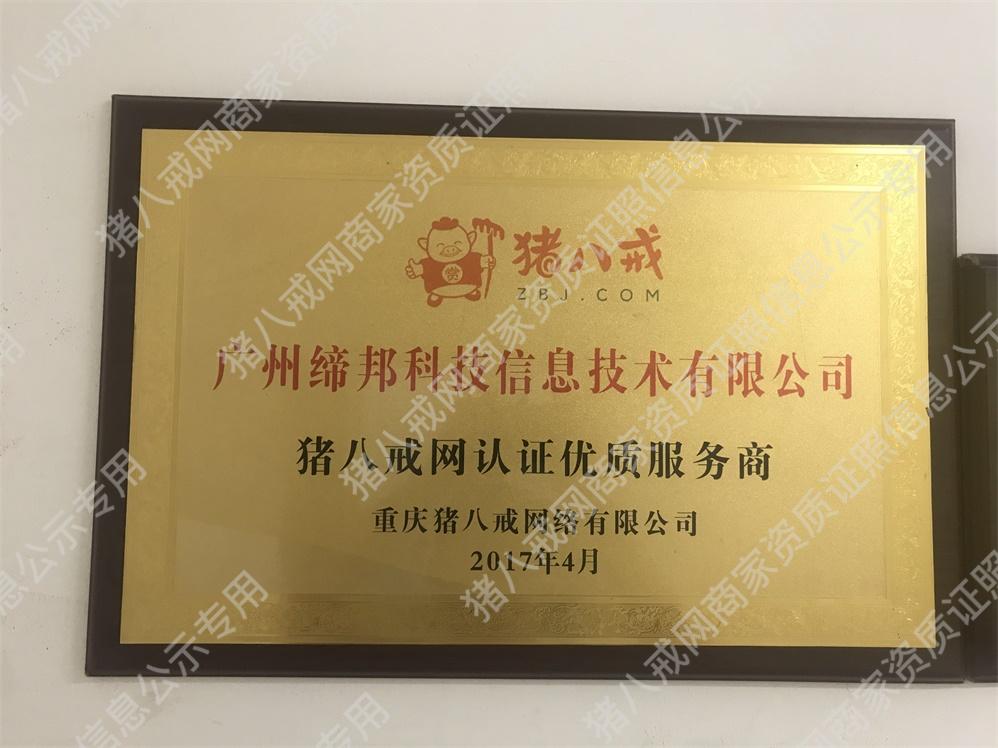 猪八戒
ZBJ.COM
赏
广州缔邦科技信息技术有限公司
猪八戒网认证优质服务商
重庆猪八戒网络有限公司
2017年4月
猪八戒网商家资质证照信息公示专用